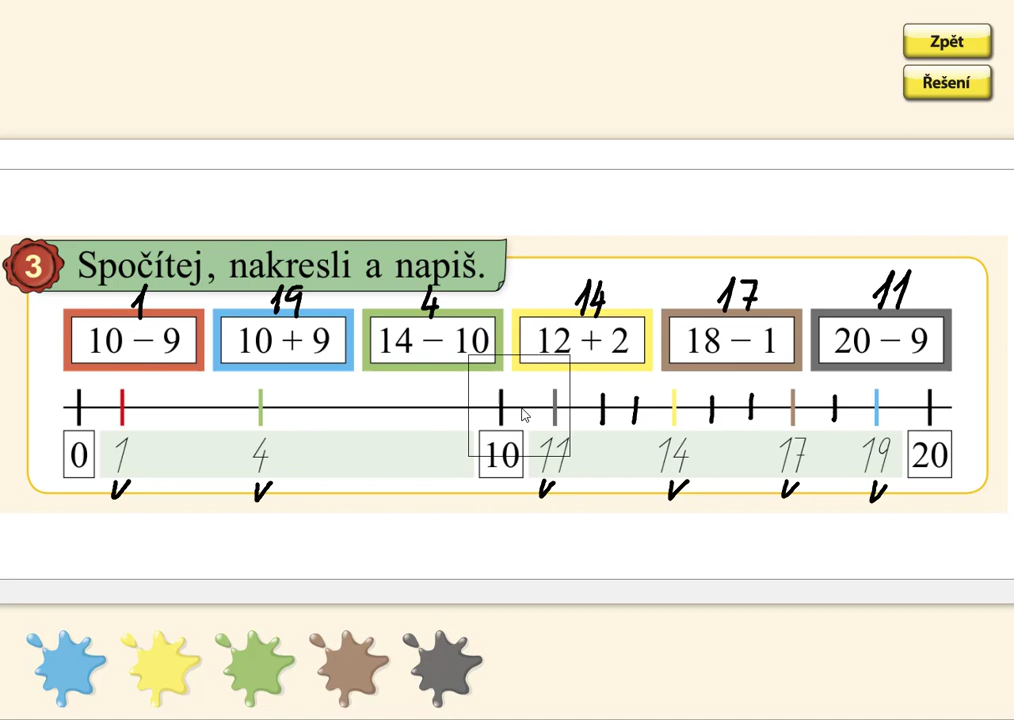 Zpět
Řešení
3 Spočítej, nakresli a napiš.
1 19 4 14 17 11
10 − 9 10 + 9 14 − 10 12 + 2 18 − 1 20 − 9
0 1 4 10 11 14 17 19 20